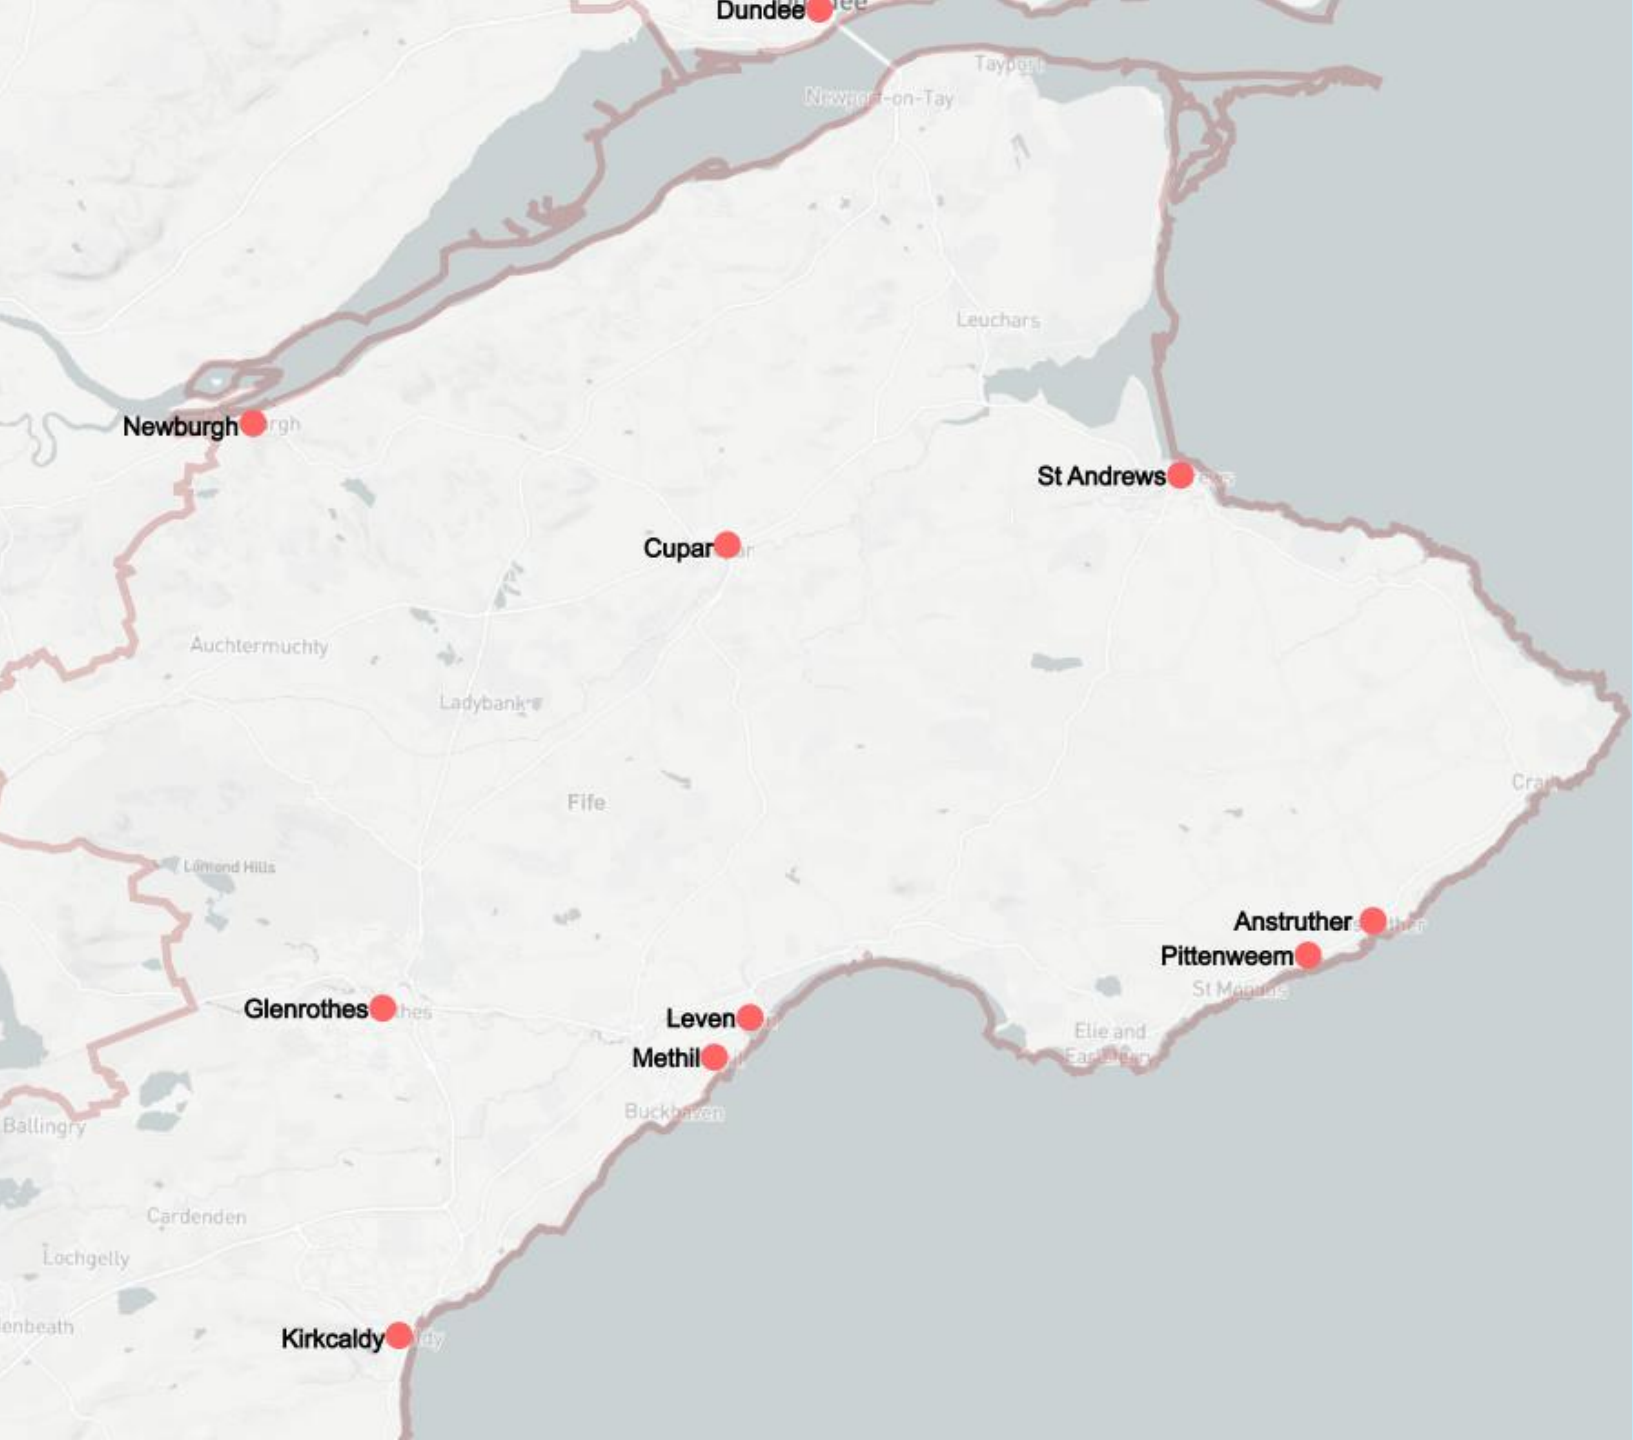 Dundee
Tayport
Newport-on-Tay
Leuchars
Newburgh
St Andrews
Cupar
Auchtermuchty
Ladybank
Fife
Lomond Hills
Anstruther
Pittenweem
St Monans
Glenrothes
Leven
Elie and
Methil
Buckhaven
Ballingry
Cardenden
Lochgelly
enbeath
Kirkcaldy